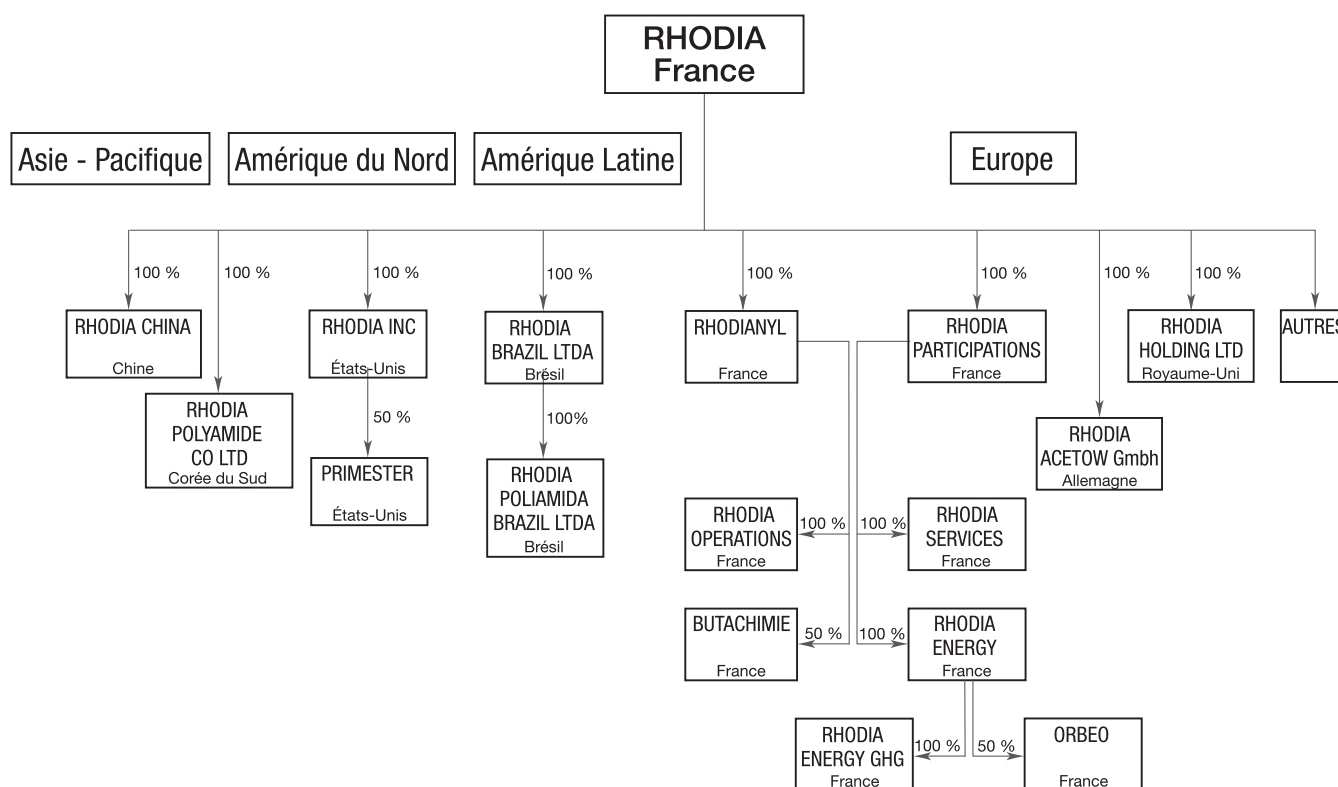 RHODIA
France
Asie - Pacifique
Amérique du Nord
Amérique Latine
Europe
100 %
100 %
100 %
100 %
100 %
100 %
100 %
100 %
RHODIA CHINA
Chine
RHODIA
POLYAMIDE
CO LTD
Corée du Sud
RHODIA INC
États-Unis
50 %
PRIMESTER
États-Unis
RHODIA
BRAZIL LTDA
Brésil
100%
RHODIA
POLIAMIDA
BRAZIL LTDA
Brésil
RHODIANYL
France
RHODIA
PARTICIPATIONS
France
RHODIA
ACETOW Gmbh
Allemagne
RHODIA
HOLDING LTD
Royaume-Uni
AUTRES
RHODIA
OPERATIONS
France
100 %
100 %
RHODIA
SERVICES
France
BUTACHIMIE
France
50 %
100 %
RHODIA
ENERGY
France
RHODIA
ENERGY GHG
France
100 %
50 %
ORBEO
France